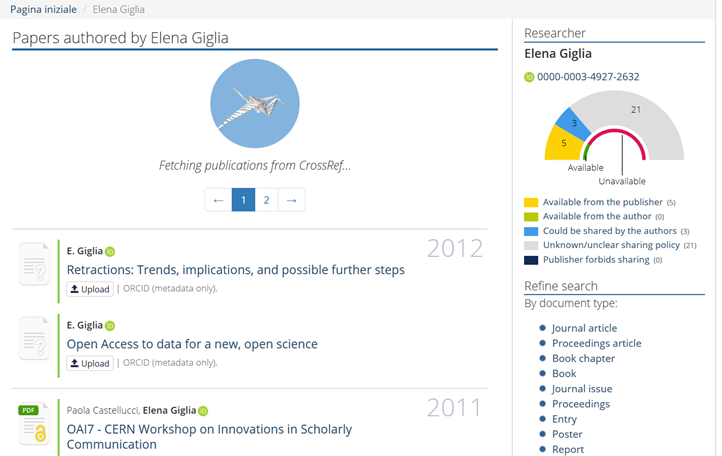 Pagina iniziale / Elena Giglia
Papers authored by Elena Giglia
Fetching publications from CrossRef...
← 1 2 →
2012
E. Giglia iD
Retractions: Trends, implications, and possible further steps
Upload | ORCID (metadata only).
E. Giglia iD
Open Access to data for a new, open science
Upload | ORCID (metadata only).
2011
PDF
Paola Castellucci, Elena Giglia iD
OAI7 - CERN Workshop on Innovations in Scholarly
Communication
Researcher
Elena Giglia
iD 0000-0003-4927-2632
21
3
5
Available
Unavailable
Available from the publisher (5)
Available from the author (0)
Could be shared by the authors (3)
Unknown/unclear sharing policy (21)
Publisher forbids sharing (0)
Refine search
By document type:
Journal article
Proceedings article
Book chapter
Book
Journal issue
Proceedings
Entry
Poster
Report